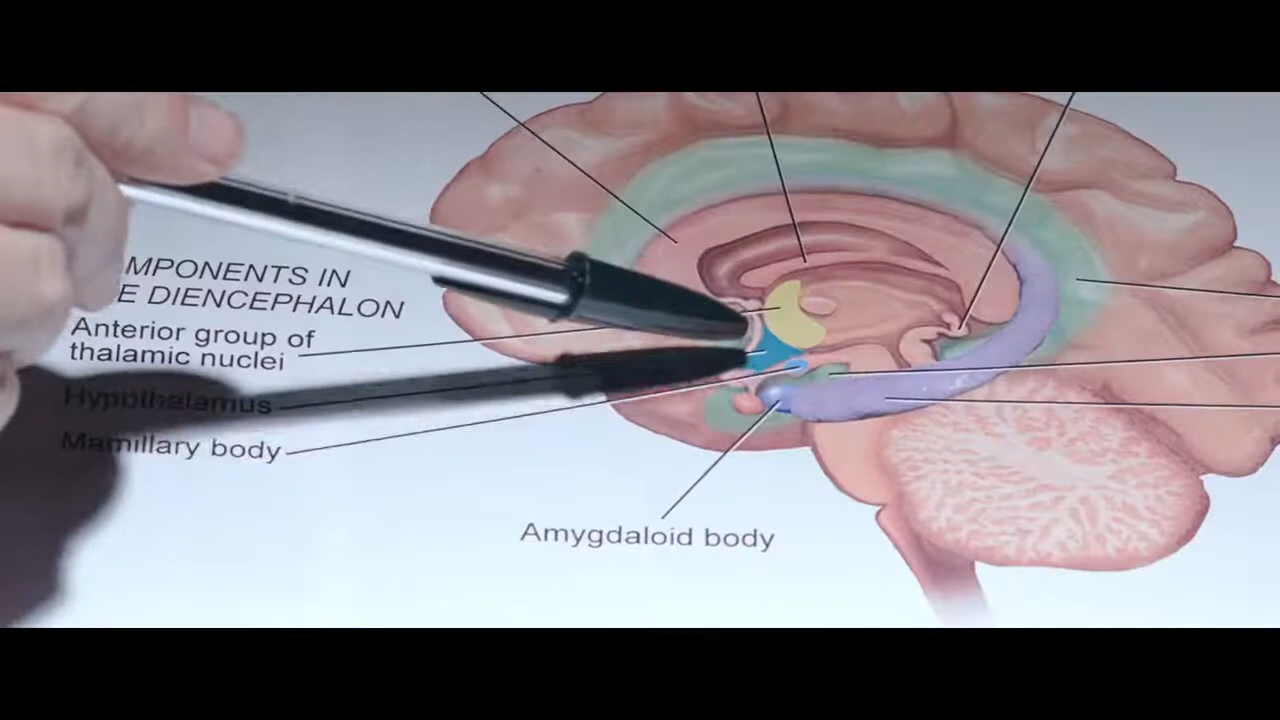 MPONENTS IN
E DIENCEPHALON
Anterior group of
thalamic nuclei
Hypothalamus
Mamillary body
Amygdaloid body